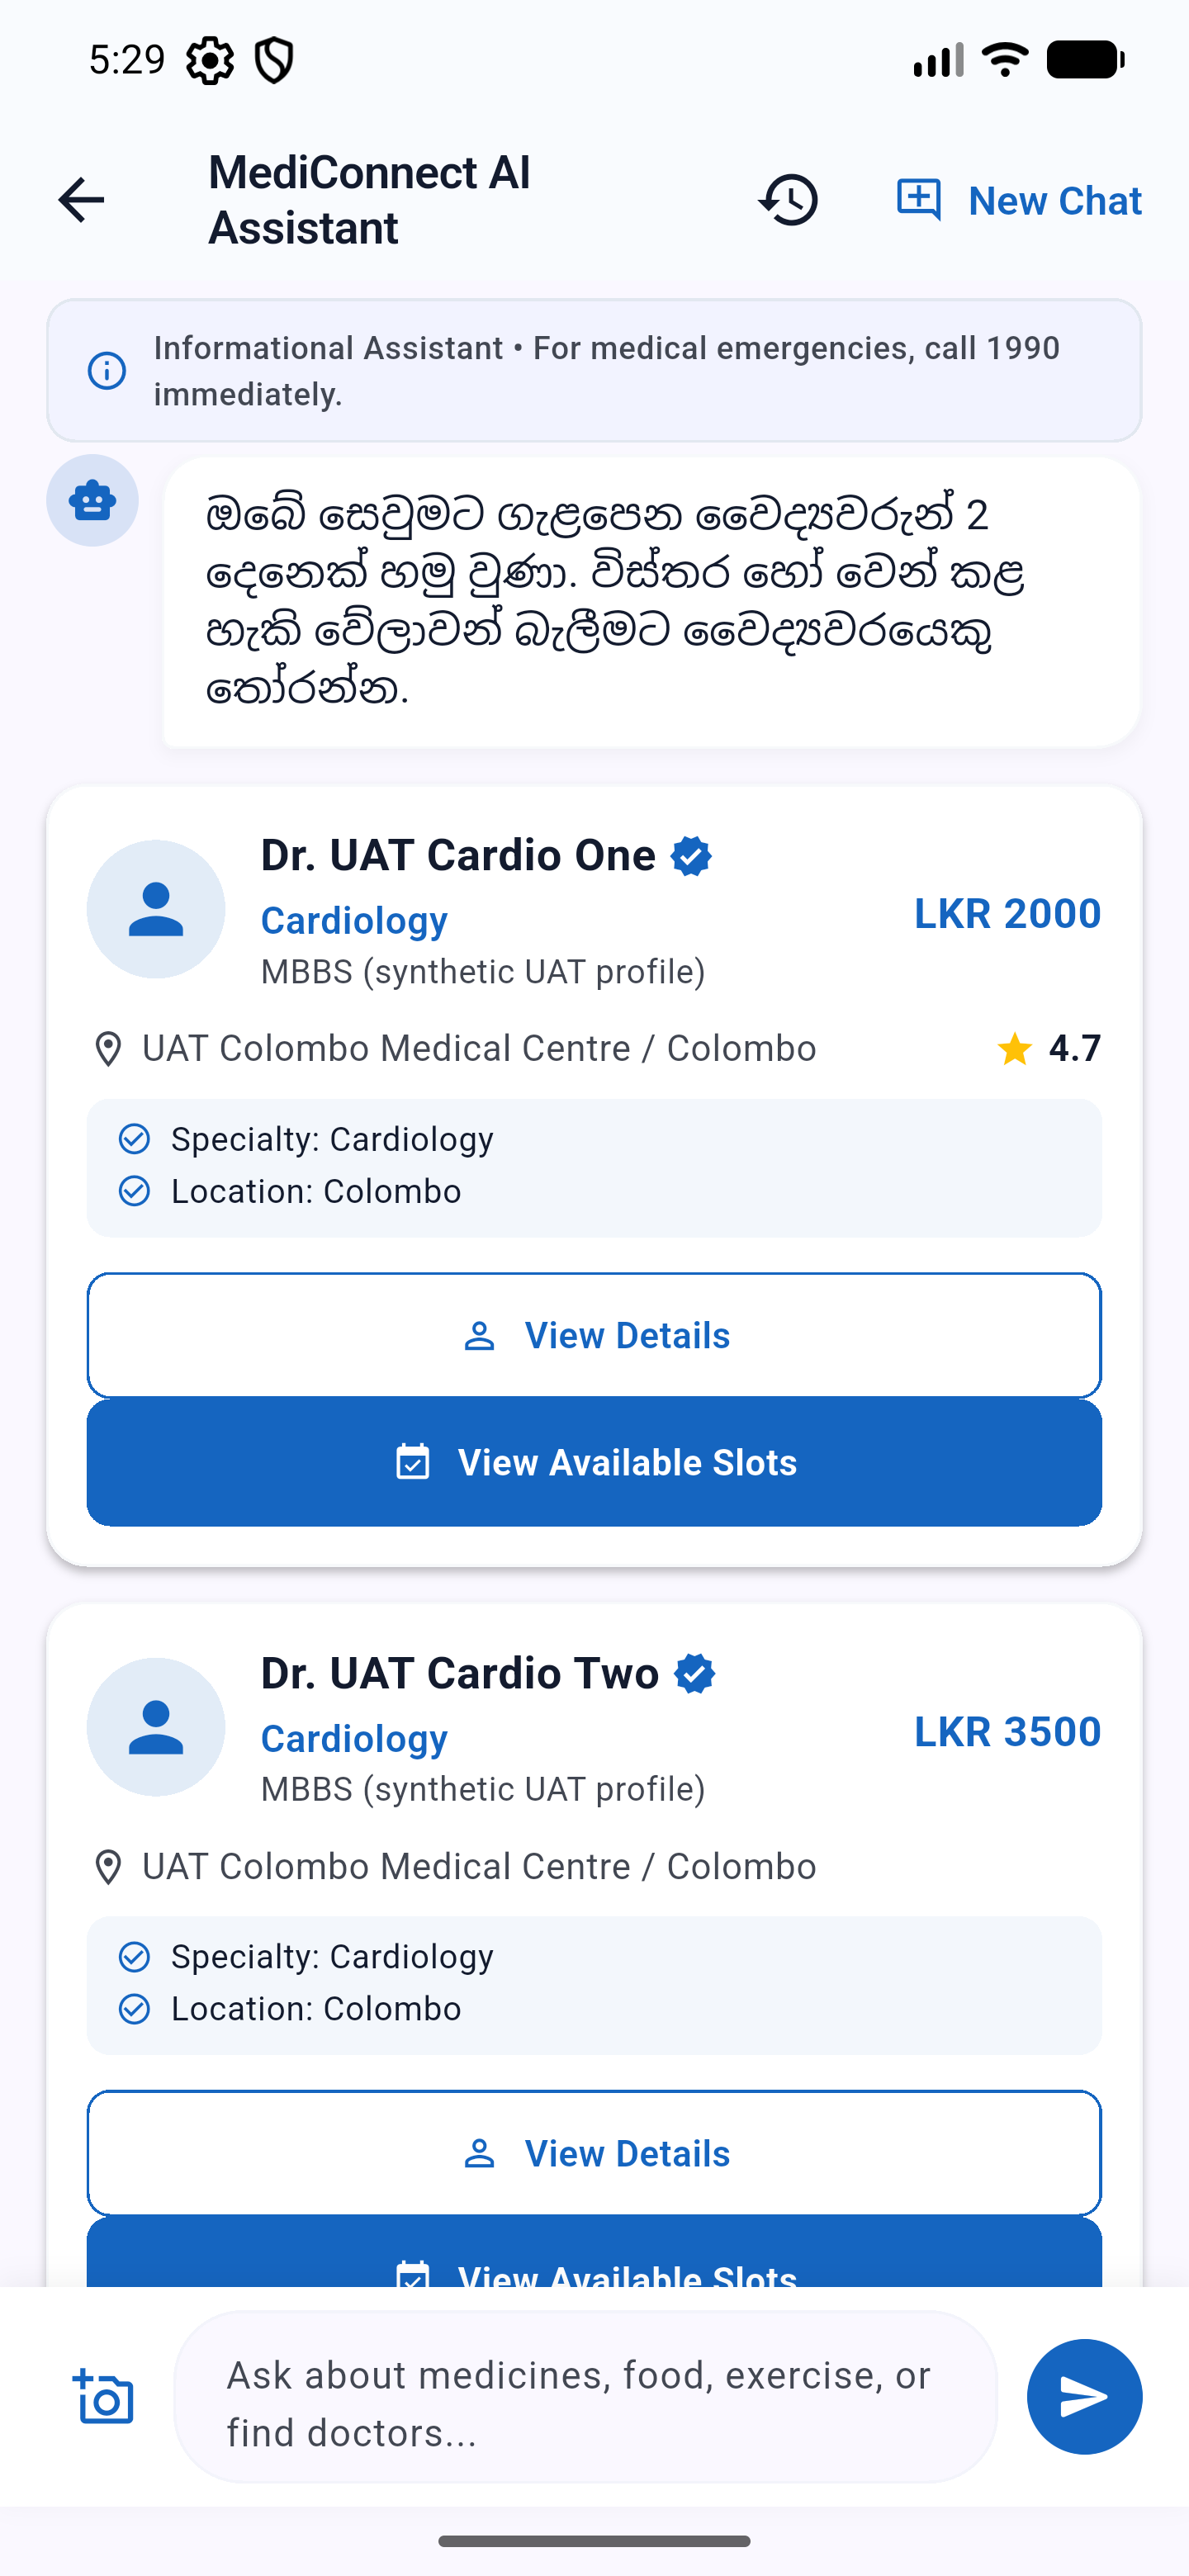 5:29
MediConnect AI
Assistant
New Chat
Informational Assistant • For medical emergencies, call 1990
immediately.
ඔබේ සෙවුමට ගැළපෙන වෛද්‍යවරුන් 2
දෙනෙක් හමු වුණා. විස්තර හෝ වෙන් කළ
හැකි වේලාවන් බැලීමට වෛද්‍යවරයෙකු
තෝරන්න.
Dr. UAT Cardio One
Cardiology
LKR 2000
MBBS (synthetic UAT profile)
UAT Colombo Medical Centre / Colombo
4.7
Specialty: Cardiology
Location: Colombo
View Details
View Available Slots
Dr. UAT Cardio Two
Cardiology
LKR 3500
MBBS (synthetic UAT profile)
UAT Colombo Medical Centre / Colombo
Specialty: Cardiology
Location: Colombo
View Details
View Available Slots
Ask about medicines, food, exercise, or
find doctors...